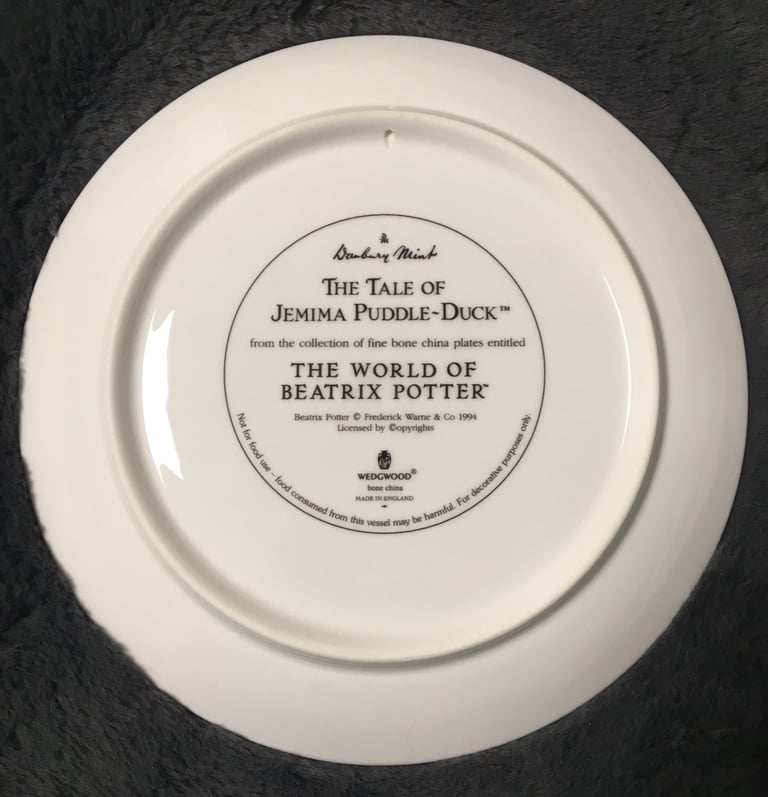 Danbury Mint
THE TALE OF
JEMIMA PUDDLE~DUCK™
from the collection of fine bone china plates entitled
THE WORLD OF
BEATRIX POTTER™
Beatrix Potter © Frederick Warne & Co 1994
Licensed by ©opyrights
WEDGWOOD®
bone china
MADE IN ENGLAND
Not for food use – food consumed from this vessel may be harmful. For decorative purposes only.